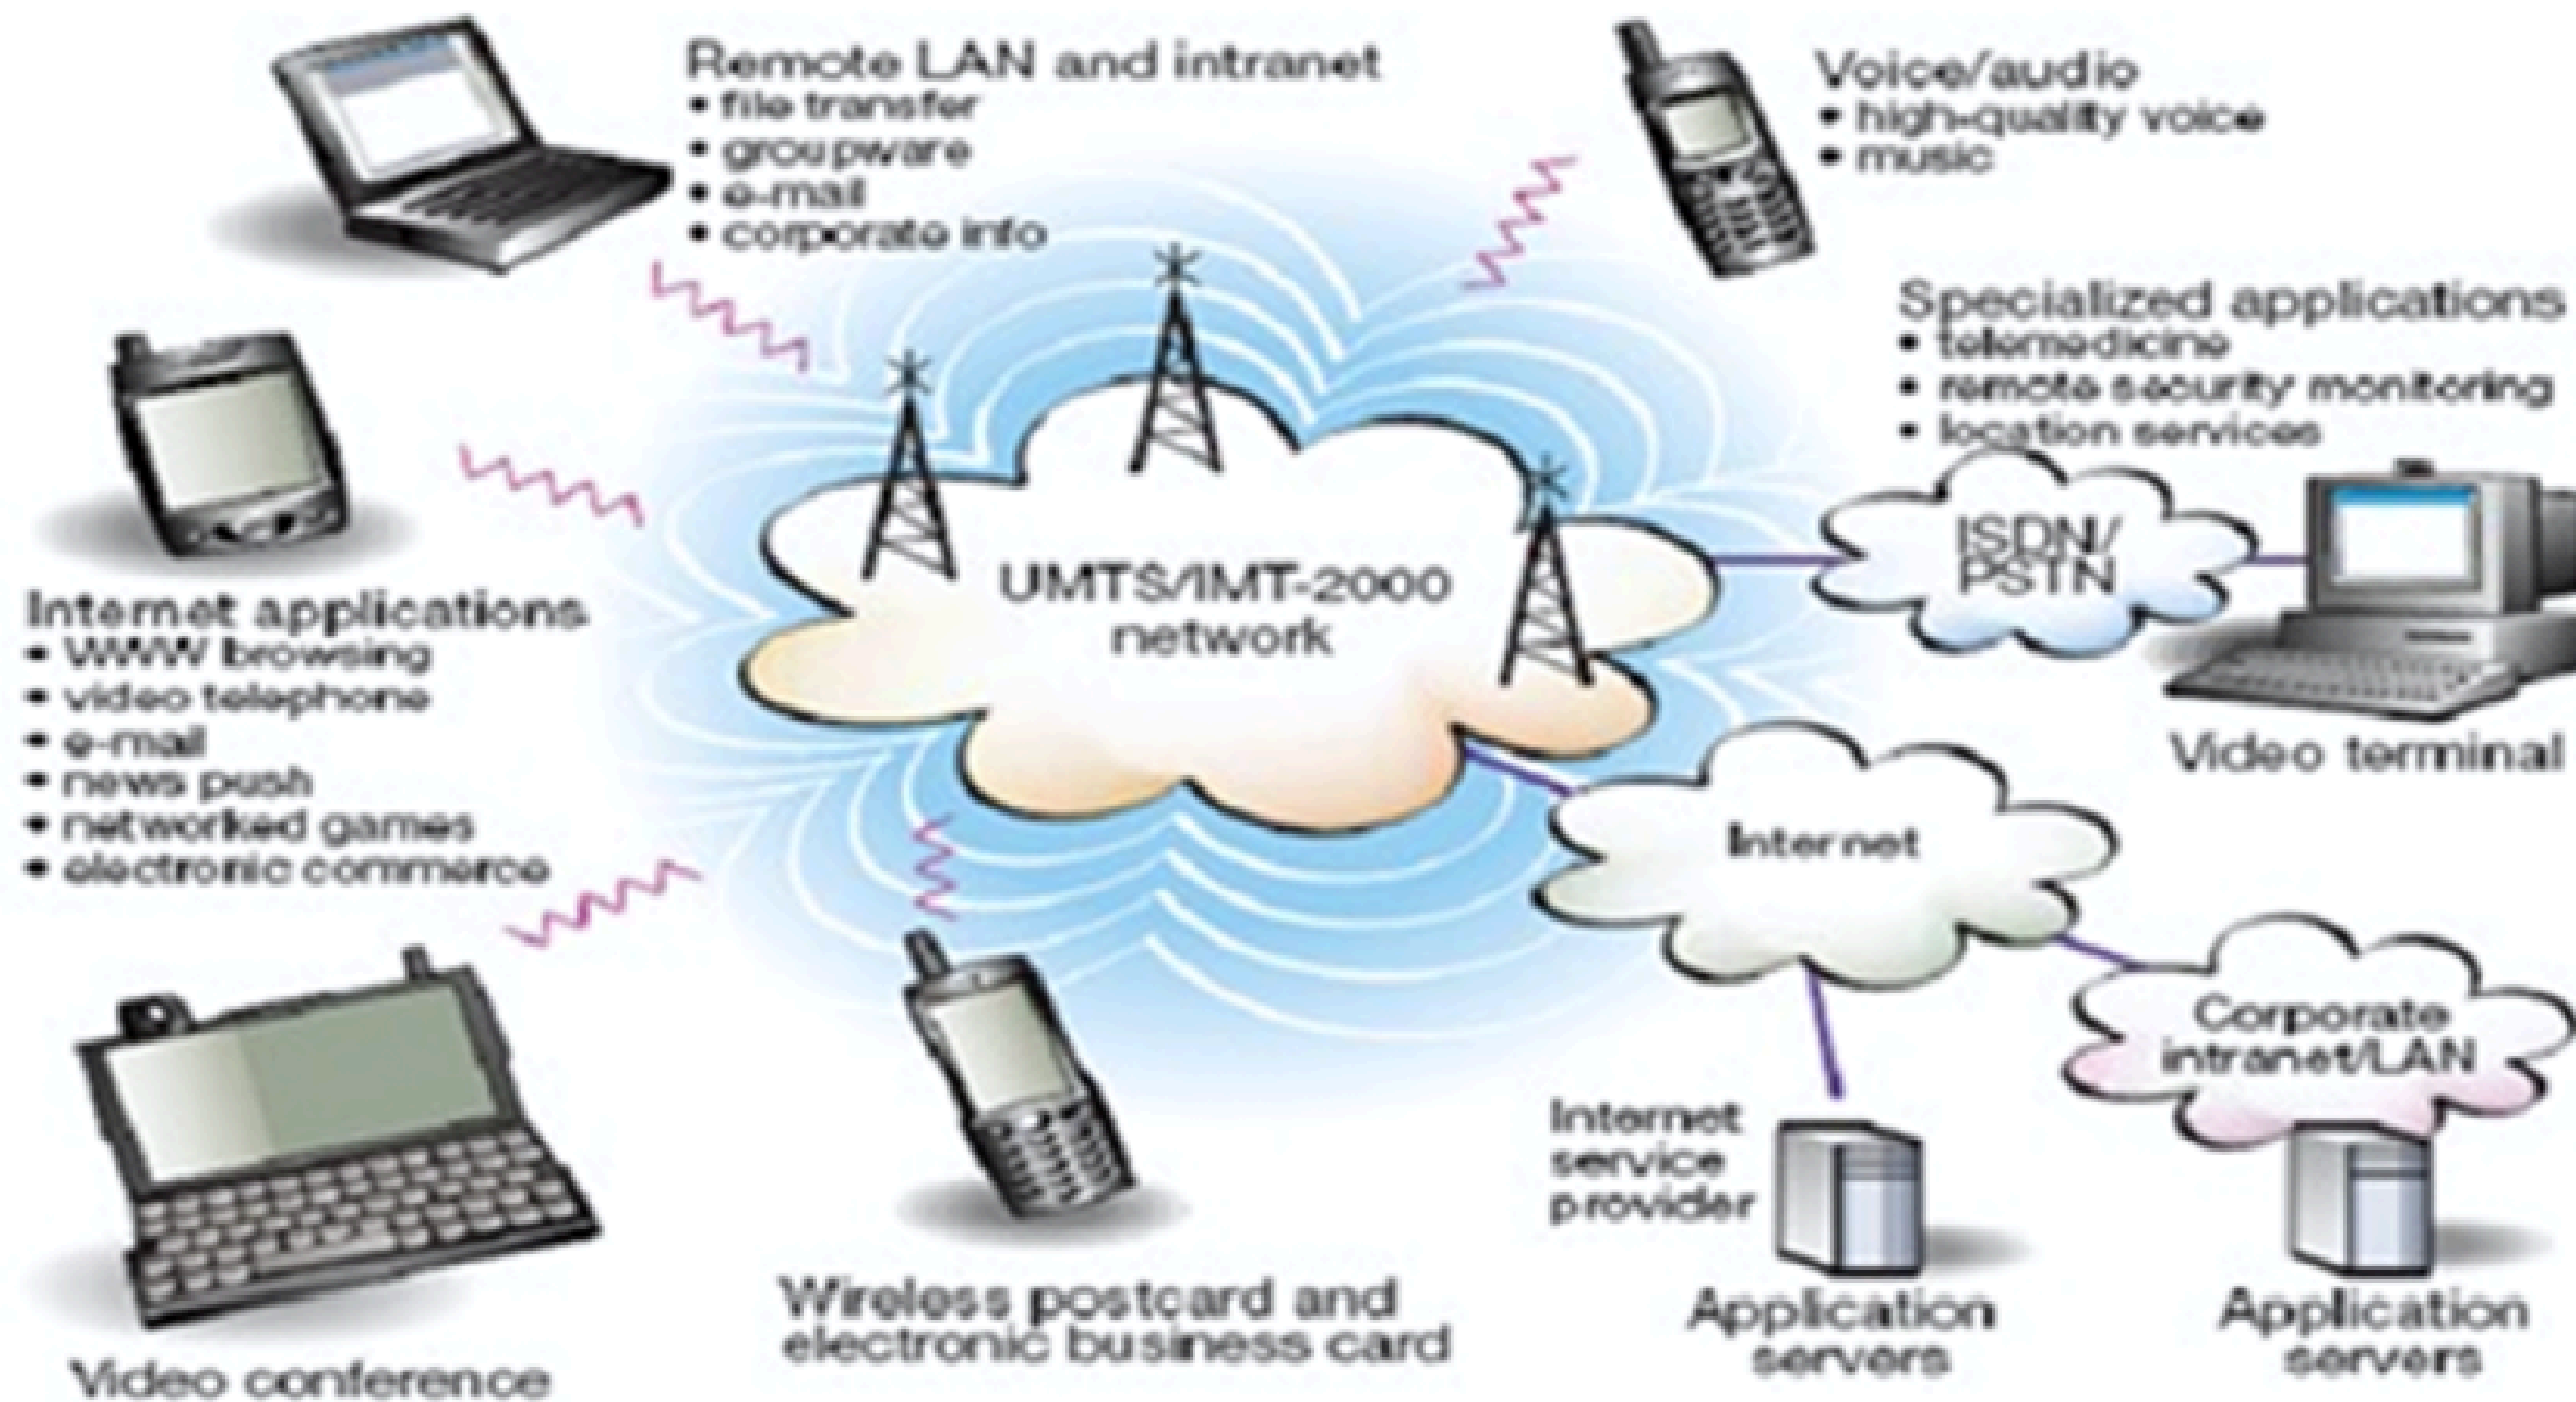 Remote LAN and intranet
• file transfer
• groupware
• e-mail
• corporate info
Voice/audio
• high-quality voice
• music
Specialized applications
• telemedicine
• remote security monitoring
• location services
ISDN/
PSTN
Video terminal
UMTS/IMT-2000
network
Internet applications
• WWW browsing
• video telephone
• e-mail
• news push
• networked games
• electronic commerce
Internet
Corporate
intranet/LAN
Internet
service
provider
Application
servers
Application
servers
Wireless postcard and
electronic business card
Video conference